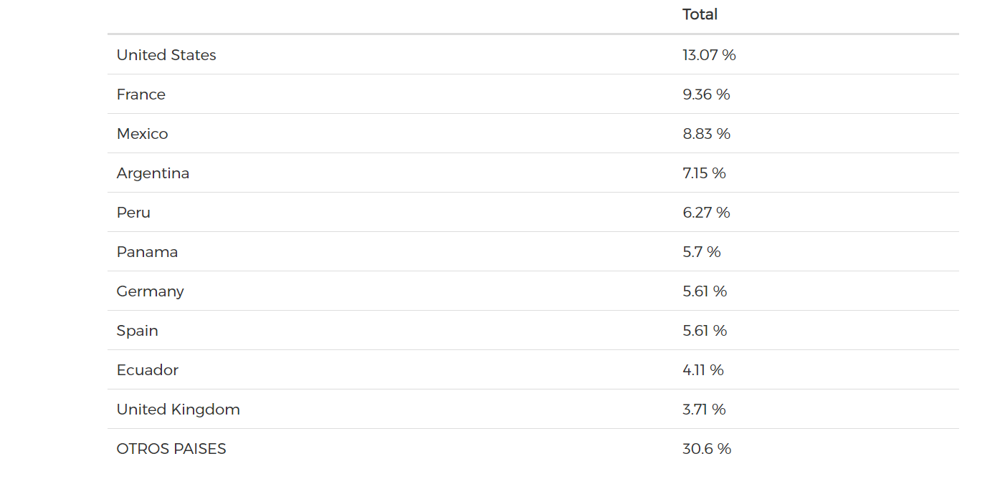 Total
United States 13.07 %
France 9.36 %
Mexico 8.83 %
Argentina 7.15 %
Peru 6.27 %
Panama 5.7 %
Germany 5.61 %
Spain 5.61 %
Ecuador 4.11 %
United Kingdom 3.71 %
OTROS PAISES 30.6 %